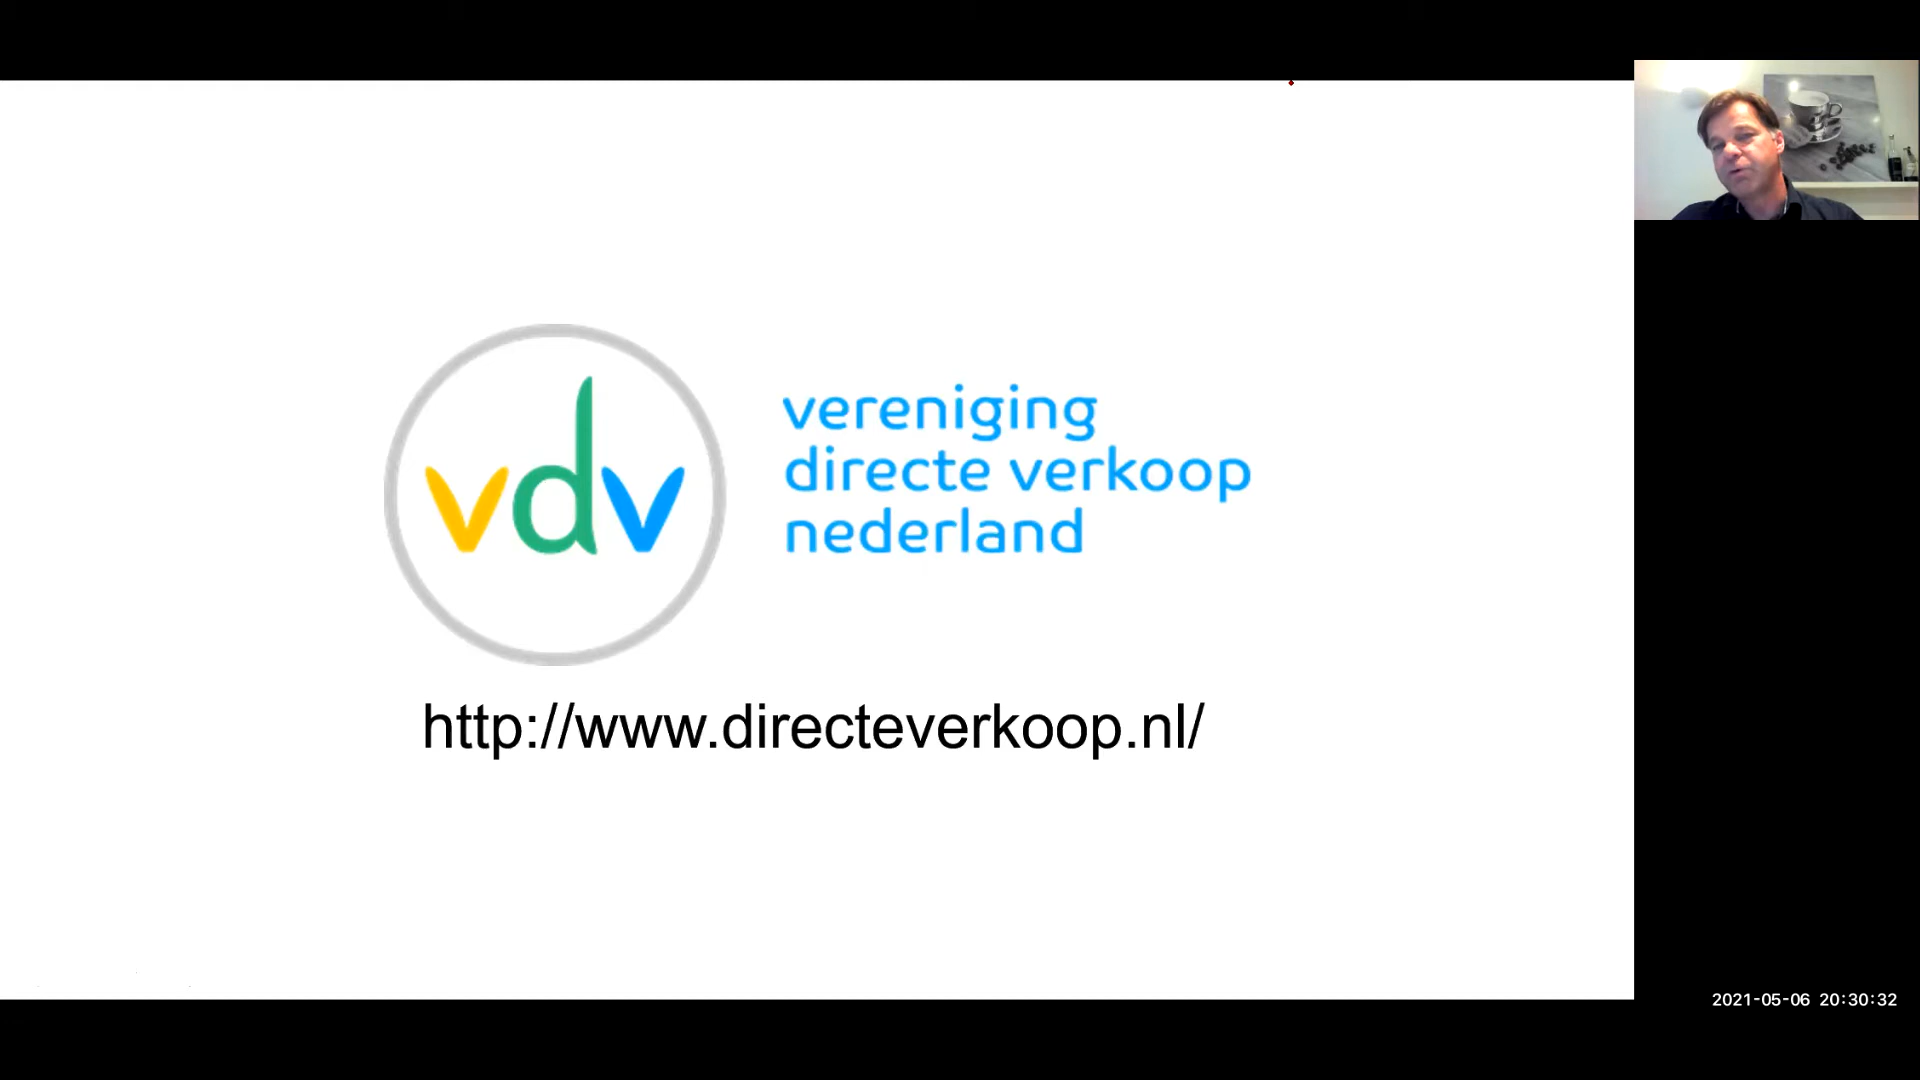 vdv
vereniging
directe verkoop
nederland
http://www.directeverkoop.nl/
2021-05-06 20:30:32